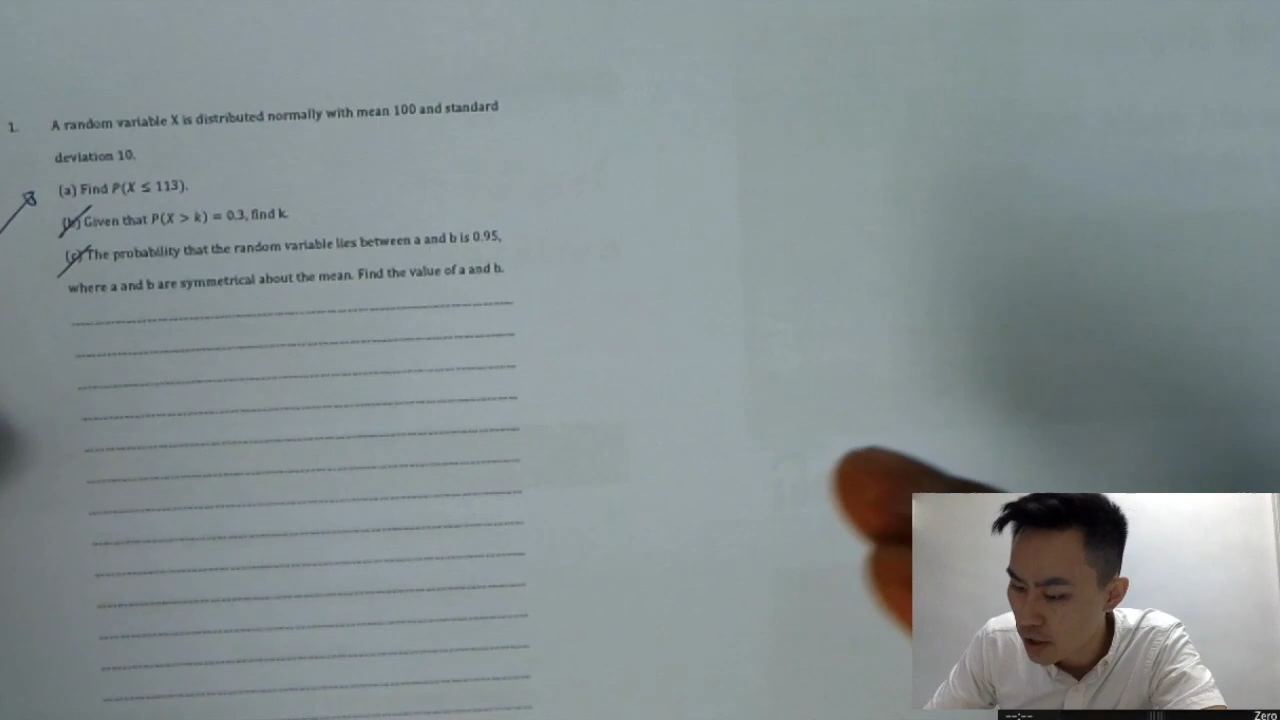 1. A random variable X is distributed normally with mean 100 and standard
deviation 10.
(a) Find P(X ≤ 113).
(b) Given that P(X > k) = 0.3, find k.
(c) The probability that the random variable lies between a and b is 0.95,
where a and b are symmetrical about the mean. Find the value of a and b.
--:--
Zero